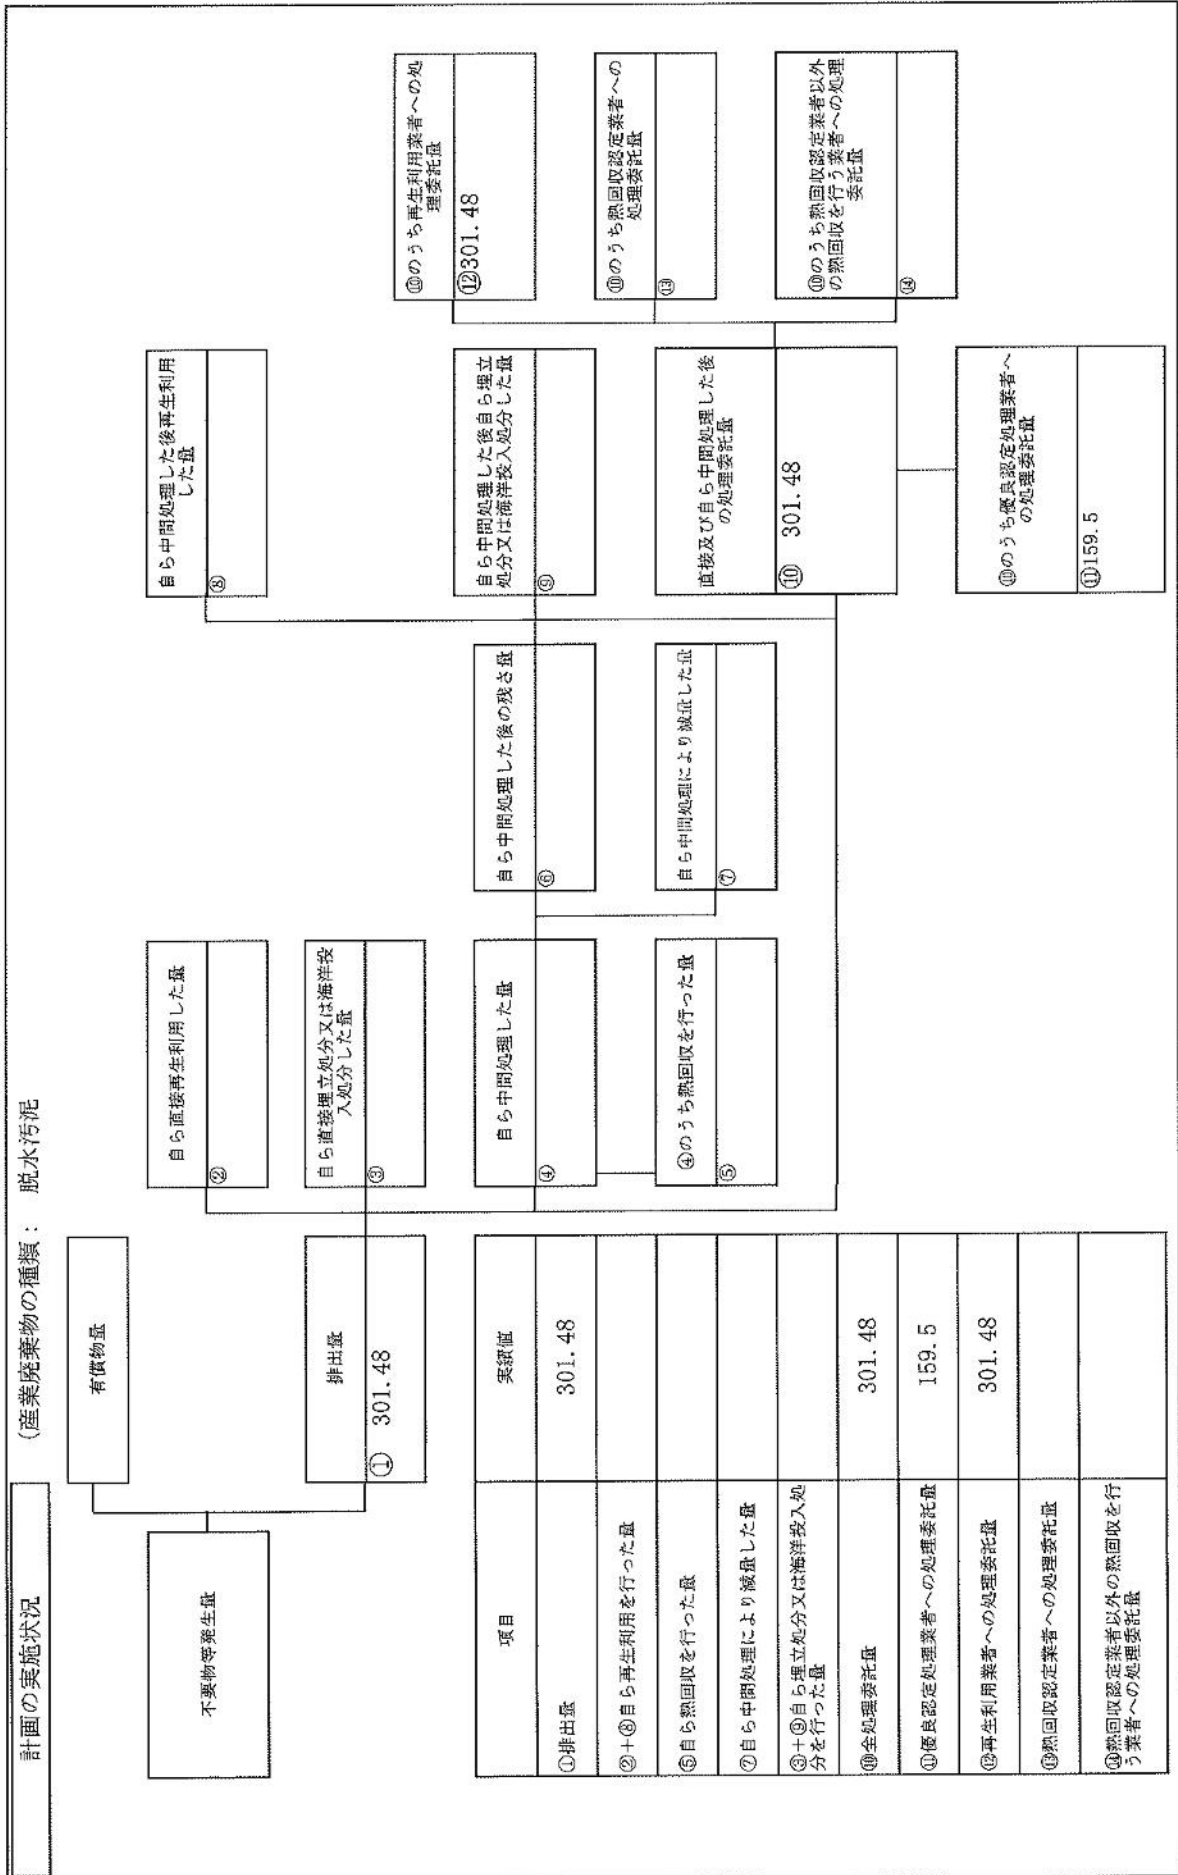 計画の実施状況
(産業廃棄物の種類： 脱水汚泥
不要物等発生量
有償物量
排出量
① 301.48
自ら直接再生利用した量
②
自ら直接埋立処分又は海洋投
入処分した量
③
自ら中間処理した量
④
④のうち熱回収を行った量
⑤
自ら中間処理した後の残さ量
⑥
自ら中間処理により減量した量
⑦
自ら中間処理した後再生利用
した量
⑧
自ら中間処理した後自ら埋立
処分又は海洋投入処分した量
⑨
直接及び自ら中間処理した後
の処理委託量
⑩ 301.48
⑩のうち優良認定処理業者へ
の処理委託量
⑪159.5
⑩のうち再生利用業者への処
理委託量
⑫301.48
⑩のうち熱回収認定業者への
処理委託量
⑬
⑩のうち熱回収認定業者以外
の熱回収を行う業者への処理
委託量
⑭
項目 実績値
①排出量 301.48
②+⑧自ら再生利用を行った量
⑤自ら熱回収を行った量
⑦自ら中間処理により減量した量
③+⑨自ら埋立処分又は海洋投入処
分を行った量
⑩全処理委託量 301.48
⑪優良認定処理業者への処理委託量 159.5
⑫再生利用業者への処理委託量 301.48
⑬熱回収認定業者への処理委託量
⑭熱回収認定業者以外の熱回収を行
う業者への処理委託量